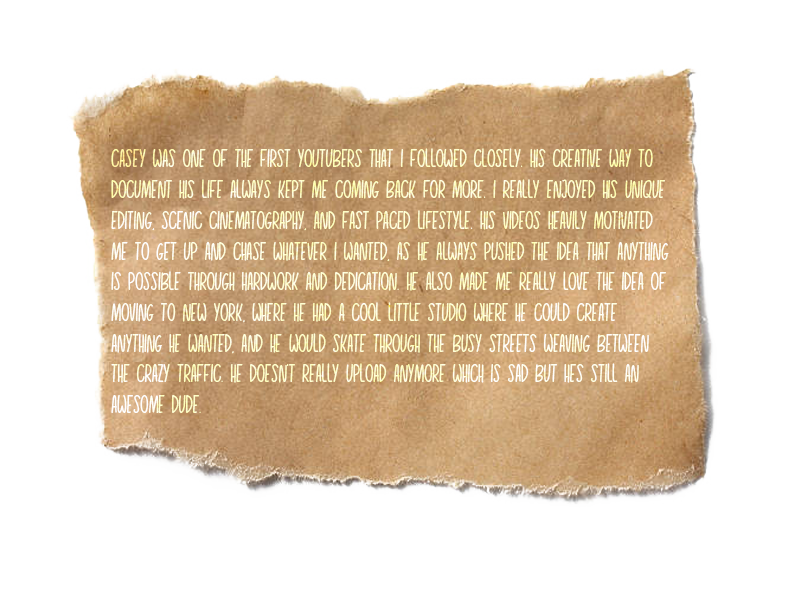 CASEY WAS ONE OF THE FIRST YOUTUBERS THAT I FOLLOWED CLOSELY. HIS CREATIVE WAY TO
DOCUMENT HIS LIFE ALWAYS KEPT ME COMING BACK FOR MORE. I REALLY ENJOYED HIS UNIQUE
EDITING, SCENIC CINEMATOGRAPHY, AND FAST PACED LIFESTYLE. HIS VIDEOS HEAVILY MOTIVATED
ME TO GET UP AND CHASE WHATEVER I WANTED, AS HE ALWAYS PUSHED THE IDEA THAT ANYTHING
IS POSSIBLE THROUGH HARDWORK AND DEDICATION. HE ALSO MADE ME REALLY LOVE THE IDEA OF
MOVING TO NEW YORK, WHERE HE HAD A COOL LITTLE STUDIO WHERE HE COULD CREATE
ANYTHING HE WANTED, AND HE WOULD SKATE THROUGH THE BUSY STREETS WEAVING BETWEEN
THE CRAZY TRAFFIC. HE DOESNT REALLY UPLOAD ANYMORE WHICH IS SAD BUT HES STILL AN
AWESOME DUDE.